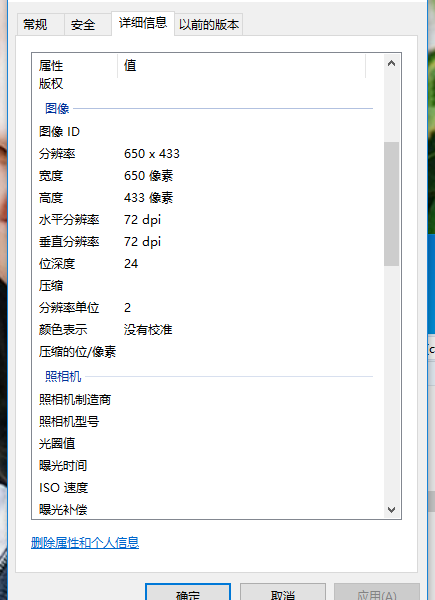 常规 安全 详细信息 以前的版本
属性 值
版权
图像
图像 ID
分辨率 650 x 433
宽度 650 像素
高度 433 像素
水平分辨率 72 dpi
垂直分辨率 72 dpi
位深度 24
压缩
分辨率单位 2
颜色表示 没有校准
压缩的位/像素
照相机
照相机制造商
照相机型号
光圈值
曝光时间
ISO 速度
曝光补偿
删除属性和个人信息
确定 取消 应用(A)